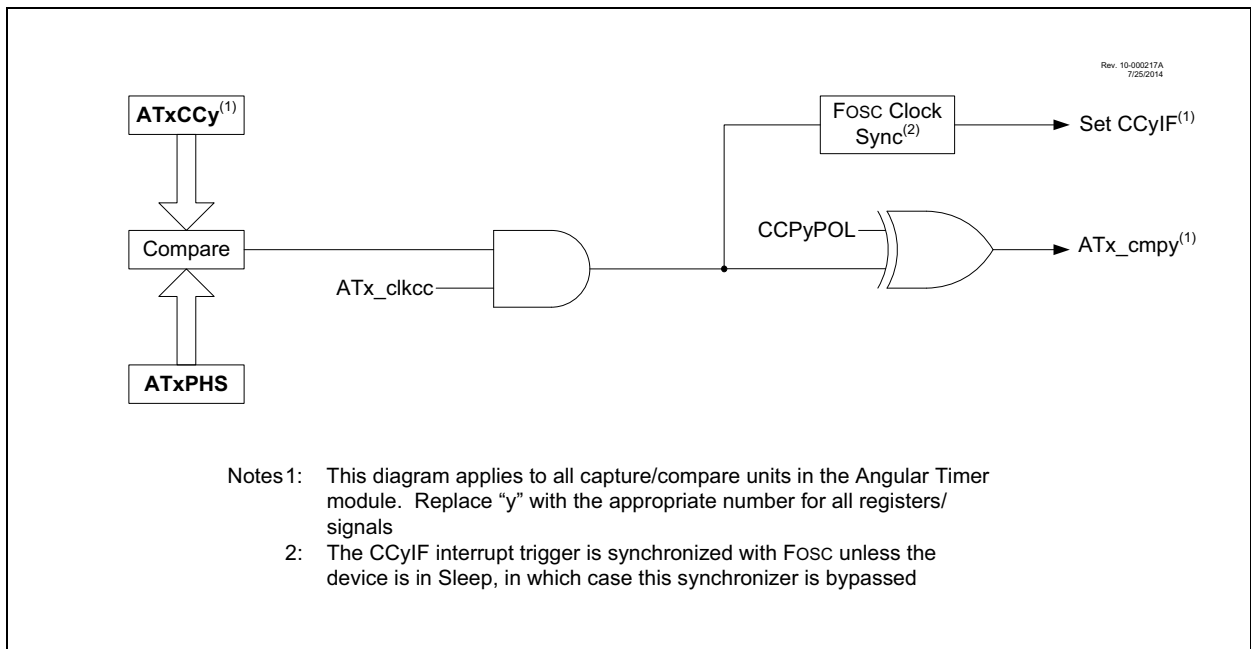 Rev. 10-000217A
7/25/2014
ATxCCy(1)
FOSC Clock
Sync(2)
Set CCyIF(1)
Compare
CCPyPOL
ATx_cmpy(1)
ATx_clkcc
ATxPHS
Notes1: This diagram applies to all capture/compare units in the Angular Timer
module. Replace “y” with the appropriate number for all registers/
signals
2: The CCyIF interrupt trigger is synchronized with FOSC unless the
device is in Sleep, in which case this synchronizer is bypassed